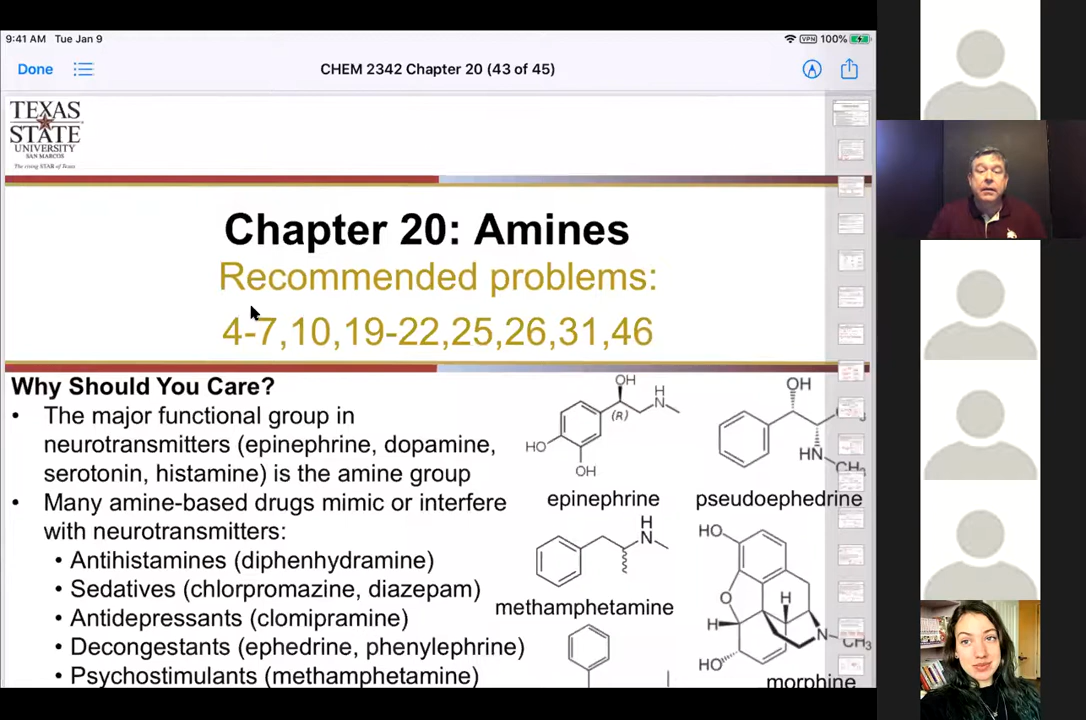 9:41 AM Tue Jan 9
VPN 100%
Done
CHEM 2342 Chapter 20 (43 of 45)
TEXAS
STATE
UNIVERSITY
SAN MARCOS
The rising STAR of Texas
Chapter 20: Amines
Recommended problems:
4-7,10,19-22,25,26,31,46
Why Should You Care?
• The major functional group in
neurotransmitters (epinephrine, dopamine,
serotonin, histamine) is the amine group
• Many amine-based drugs mimic or interfere
with neurotransmitters:
• Antihistamines (diphenhydramine)
• Sedatives (chlorpromazine, diazepam)
• Antidepressants (clomipramine)
• Decongestants (ephedrine, phenylephrine)
• Psychostimulants (methamphetamine)
OH
H
N
(R)
HO
OH
epinephrine
OH
HN
CH3
pseudoephedrine
H
N
methamphetamine
HO
O
H
H
N
CH3
HO
morphine